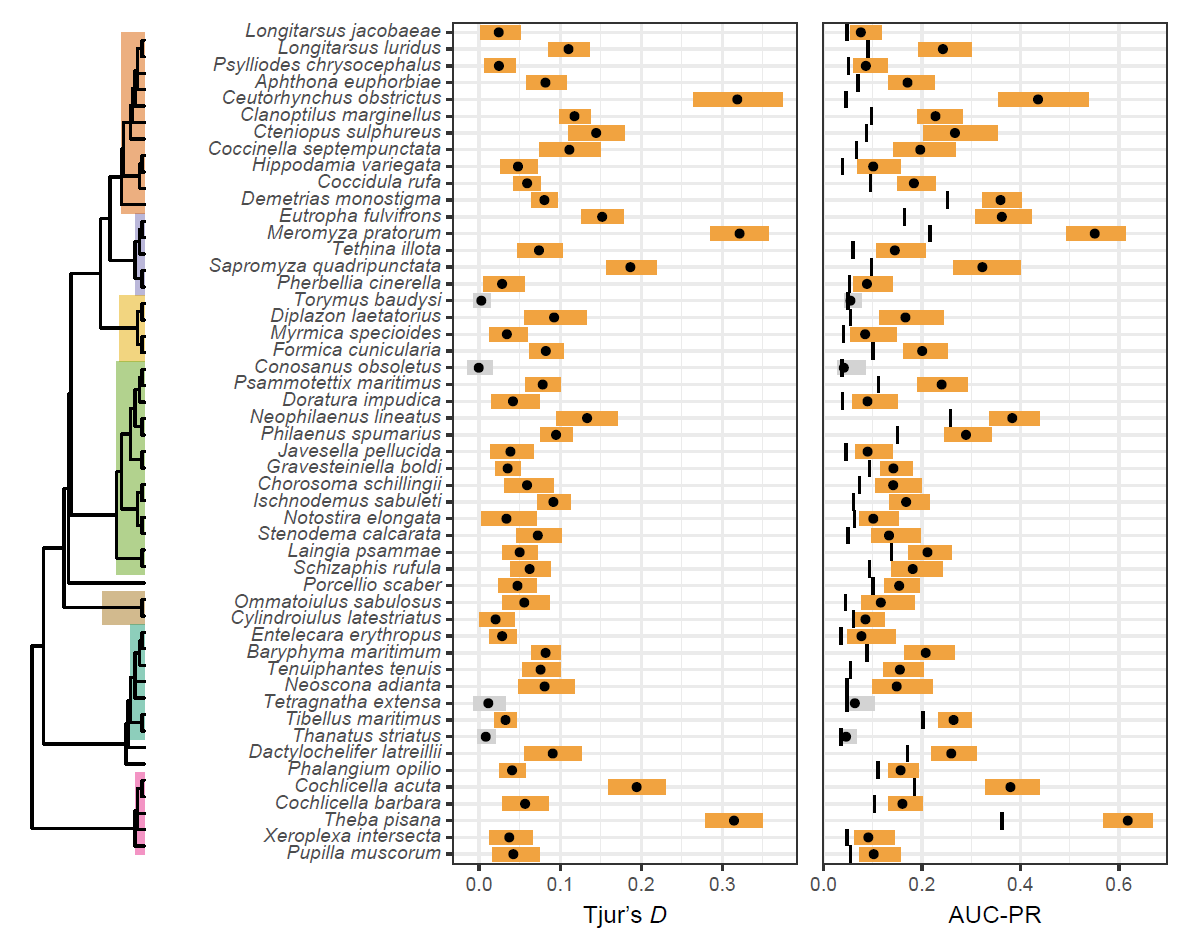 Longitarsus jacobaeae
Longitarsus luridus
Psylliodes chrysocephalus
Aphthona euphorbiae
Ceutorhynchus obstrictus
Clanoptilus marginellus
Cteniopus sulphureus
Coccinella septempunctata
Hippodamia variegata
Coccidula rufa
Demetrias monostigma
Eutropha fulvifrons
Meromyza pratorum
Tethina illota
Sapromyza quadripunctata
Pherbellia cinerella
Torymus baudysi
Diplazon laetatorius
Myrmica specioides
Formica cunicularia
Conosanus obsoletus
Psammotettix maritimus
Doratura impudica
Neophilaenus lineatus
Philaenus spumarius
Javesella pellucida
Gravesteiniella boldi
Chorosoma schillingii
Ischnodemus sabuleti
Notostira elongata
Stenodema calcarata
Laingia psammae
Schizaphis rufula
Porcellio scaber
Ommatoiulus sabulosus
Cylindroiulus latestriatus
Entelecara erythropus
Baryphyma maritimum
Tenuiphantes tenuis
Neoscona adianta
Tetragnatha extensa
Tibellus maritimus
Thanatus striatus
Dactylochelifer latreillii
Phalangium opilio
Cochlicella acuta
Cochlicella barbara
Theba pisana
Xeroplexa intersecta
Pupilla muscorum
0.0 0.1 0.2 0.3
Tjur’s D
0.0 0.2 0.4 0.6
AUC-PR